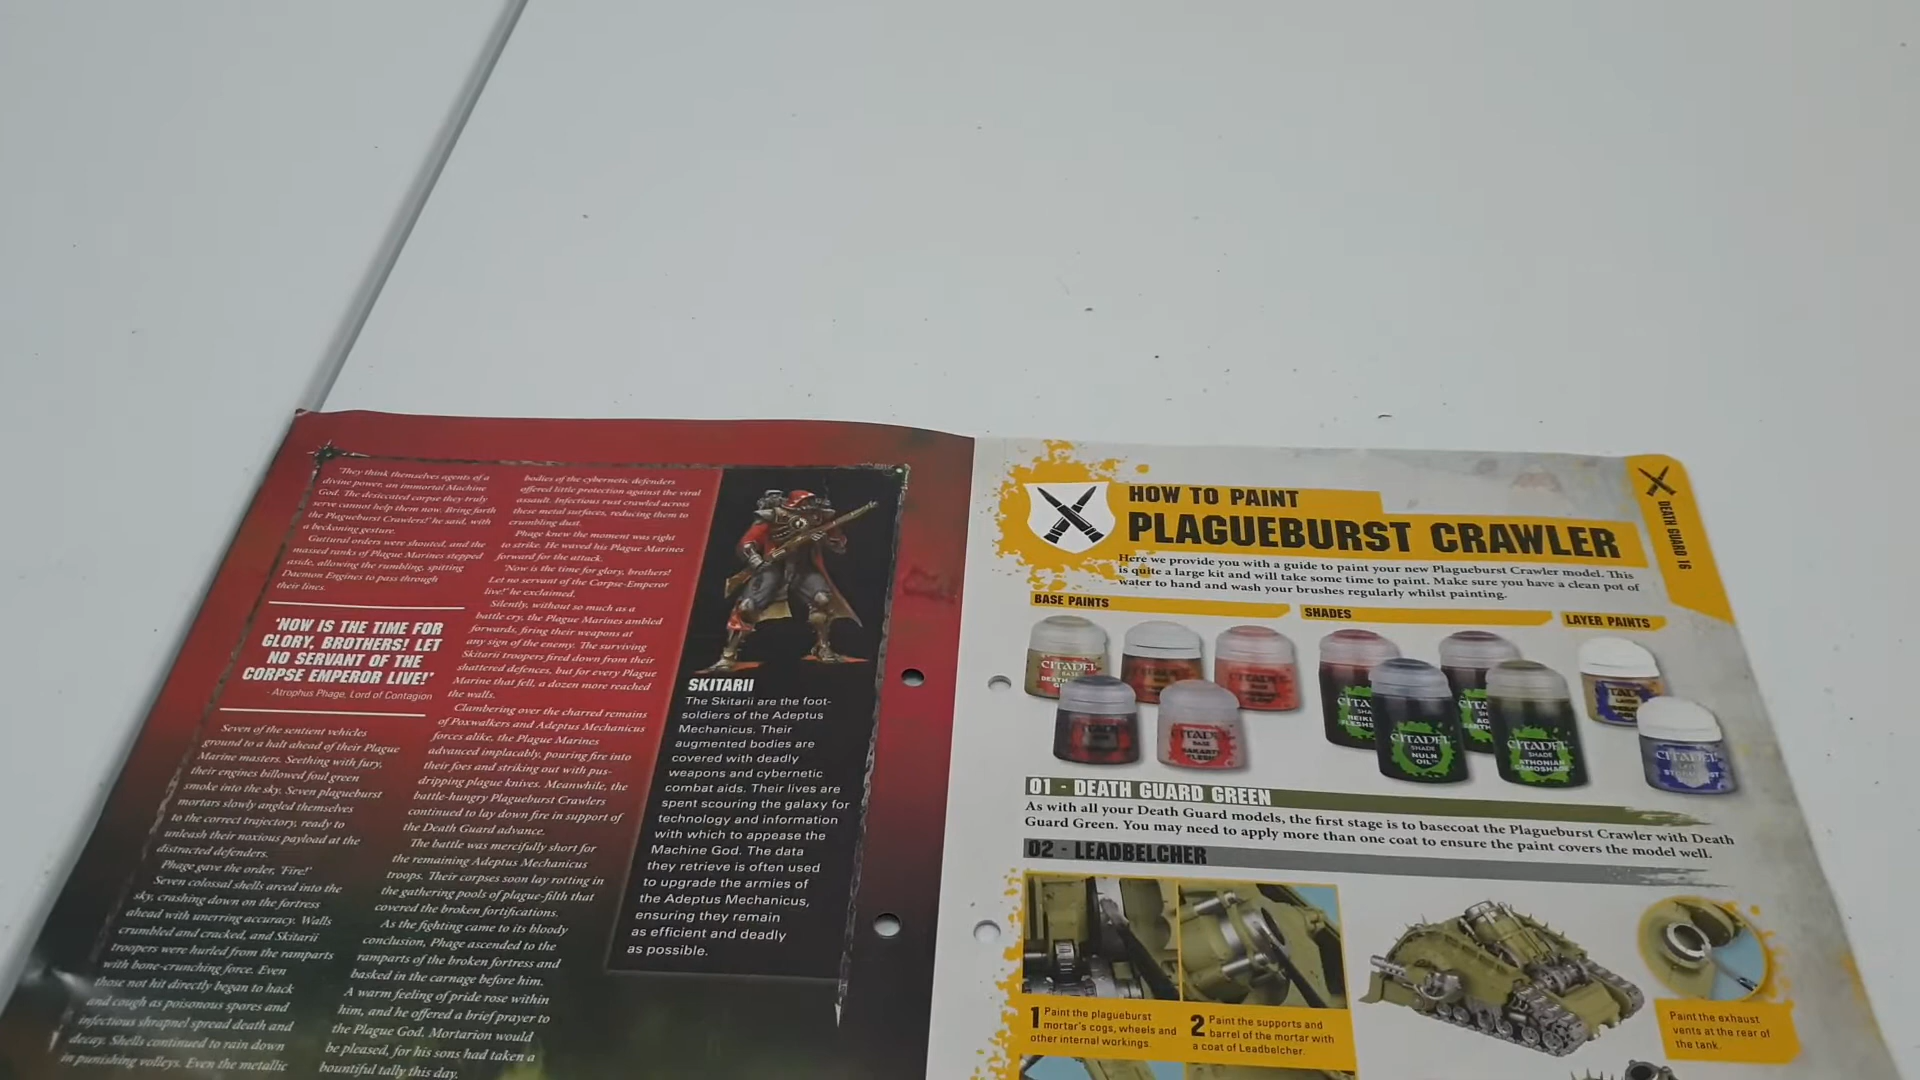 'They think themselves agents of a
divine power, an immortal Machine
God. The desiccated corpse they truly
serve cannot help them now. Bring forth
the Plagueburst Crawlers!' he said, with
a beckoning gesture.
Guttural orders were shouted, and the
massed ranks of Plague Marines stepped
aside, allowing the rumbling, spitting
Daemon Engines to pass through
their lines.
'NOW IS THE TIME FOR
GLORY, BROTHERS! LET
NO SERVANT OF THE
CORPSE EMPEROR LIVE!'
- Atrophus Phage, Lord of Contagion
Seven of the sentient vehicles
ground to a halt ahead of their Plague
Marine masters. Seething with fury,
their engines billowed foul green
smoke into the sky. Seven plagueburst
mortars slowly angled themselves
to the correct trajectory, ready to
unleash their noxious payload at the
distracted defenders.
Phage gave the order, 'Fire!'
Seven colossal shells arced into the
sky, crashing down on the fortress
ahead with unerring accuracy. Walls
crumbled and cracked, and Skitarii
troopers were hurled from the ramparts
with bone-crunching force. Even
those not hit directly began to hack
and cough as poisonous spores and
infectious shrapnel spread death and
decay. Shells continued to rain down
in punishing volleys. Even the metallic
bodies of the cybernetic defenders
offered little protection against the viral
assault. Infectious rust crawled across
these metal surfaces, reducing them to
crumbling dust.
Phage knew the moment was right
to strike. He waved his Plague Marines
forward for the attack.
'Now is the time for glory, brothers!
Let no servant of the Corpse-Emperor
live!' he exclaimed.
Silently, without so much as a
battle cry, the Plague Marines ambled
forwards, firing their weapons at
any sign of the enemy. The surviving
Skitarii troopers fired down from their
shattered defences, but for every Plague
Marine that fell, a dozen more reached
the walls.
Clambering over the charred remains
of Poxwalkers and Adeptus Mechanicus
forces alike, the Plague Marines
advanced implacably, pouring fire into
their foes and striking out with pus-
dripping plague knives. Meanwhile, the
battle-hungry Plagueburst Crawlers
continued to lay down fire in support of
the Death Guard advance.
The battle was mercifully short for
the remaining Adeptus Mechanicus
troops. Their corpses soon lay rotting in
the gathering pools of plague-filth that
covered the broken fortifications.
As the fighting came to its bloody
conclusion, Phage ascended to the
ramparts of the broken fortress and
basked in the carnage before him.
A warm feeling of pride rose within
him, and he offered a brief prayer to
the Plague God. Mortarion would
be pleased, for his sons had taken a
bountiful tally this day.
SKITARII
The Skitarii are the foot-
soldiers of the Adeptus
Mechanicus. Their
augmented bodies are
covered with deadly
weapons and cybernetic
combat aids. Their lives are
spent scouring the galaxy for
technology and information
with which to appease the
Machine God. The data
they retrieve is often used
to upgrade the armies of
the Adeptus Mechanicus,
ensuring they remain
as efficient and deadly
as possible.
HOW TO PAINT
PLAGUEBURST CRAWLER
DEATH GUARD 16
Here we provide you with a guide to paint your new Plagueburst Crawler model. This
is quite a large kit and will take some time to paint. Make sure you have a clean pot of
water to hand and wash your brushes regularly whilst painting.
BASE PAINTS
SHADES
LAYER PAINTS
CITADEL
BASE
DEATH
CITADEL
CITADEL
CITADEL
BASE
CITADEL
CITADEL
SHADE
NULN
OIL
CITADEL
SHADE
ATHONIAN
CAMOSHADE
CITADEL
01 - DEATH GUARD GREEN
As with all your Death Guard models, the first stage is to basecoat the Plagueburst Crawler with Death
Guard Green. You may need to apply more than one coat to ensure the paint covers the model well.
02 - LEADBELCHER
1 Paint the plagueburst
mortar's cogs, wheels and
other internal workings.
2 Paint the supports and
barrel of the mortar with
a coat of Leadbelcher.
Paint the exhaust
vents at the rear of
the tank.